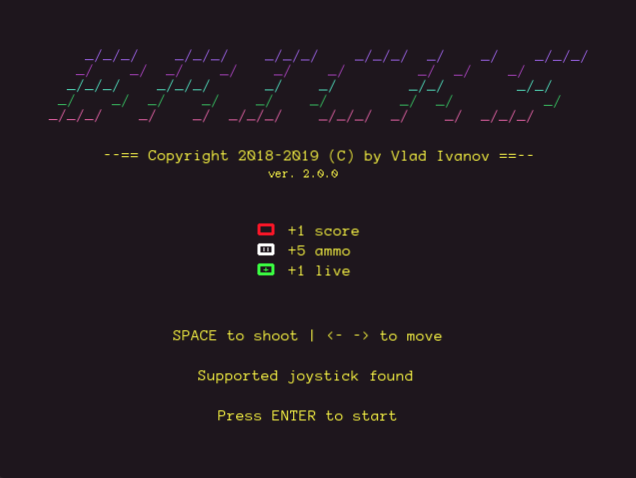 BRICKS
--== Copyright 2018-2019 (C) by Vlad Ivanov ==--
ver. 2.0.0
+1 score
+5 ammo
+1 live
SPACE to shoot | <- -> to move
Supported joystick found
Press ENTER to start